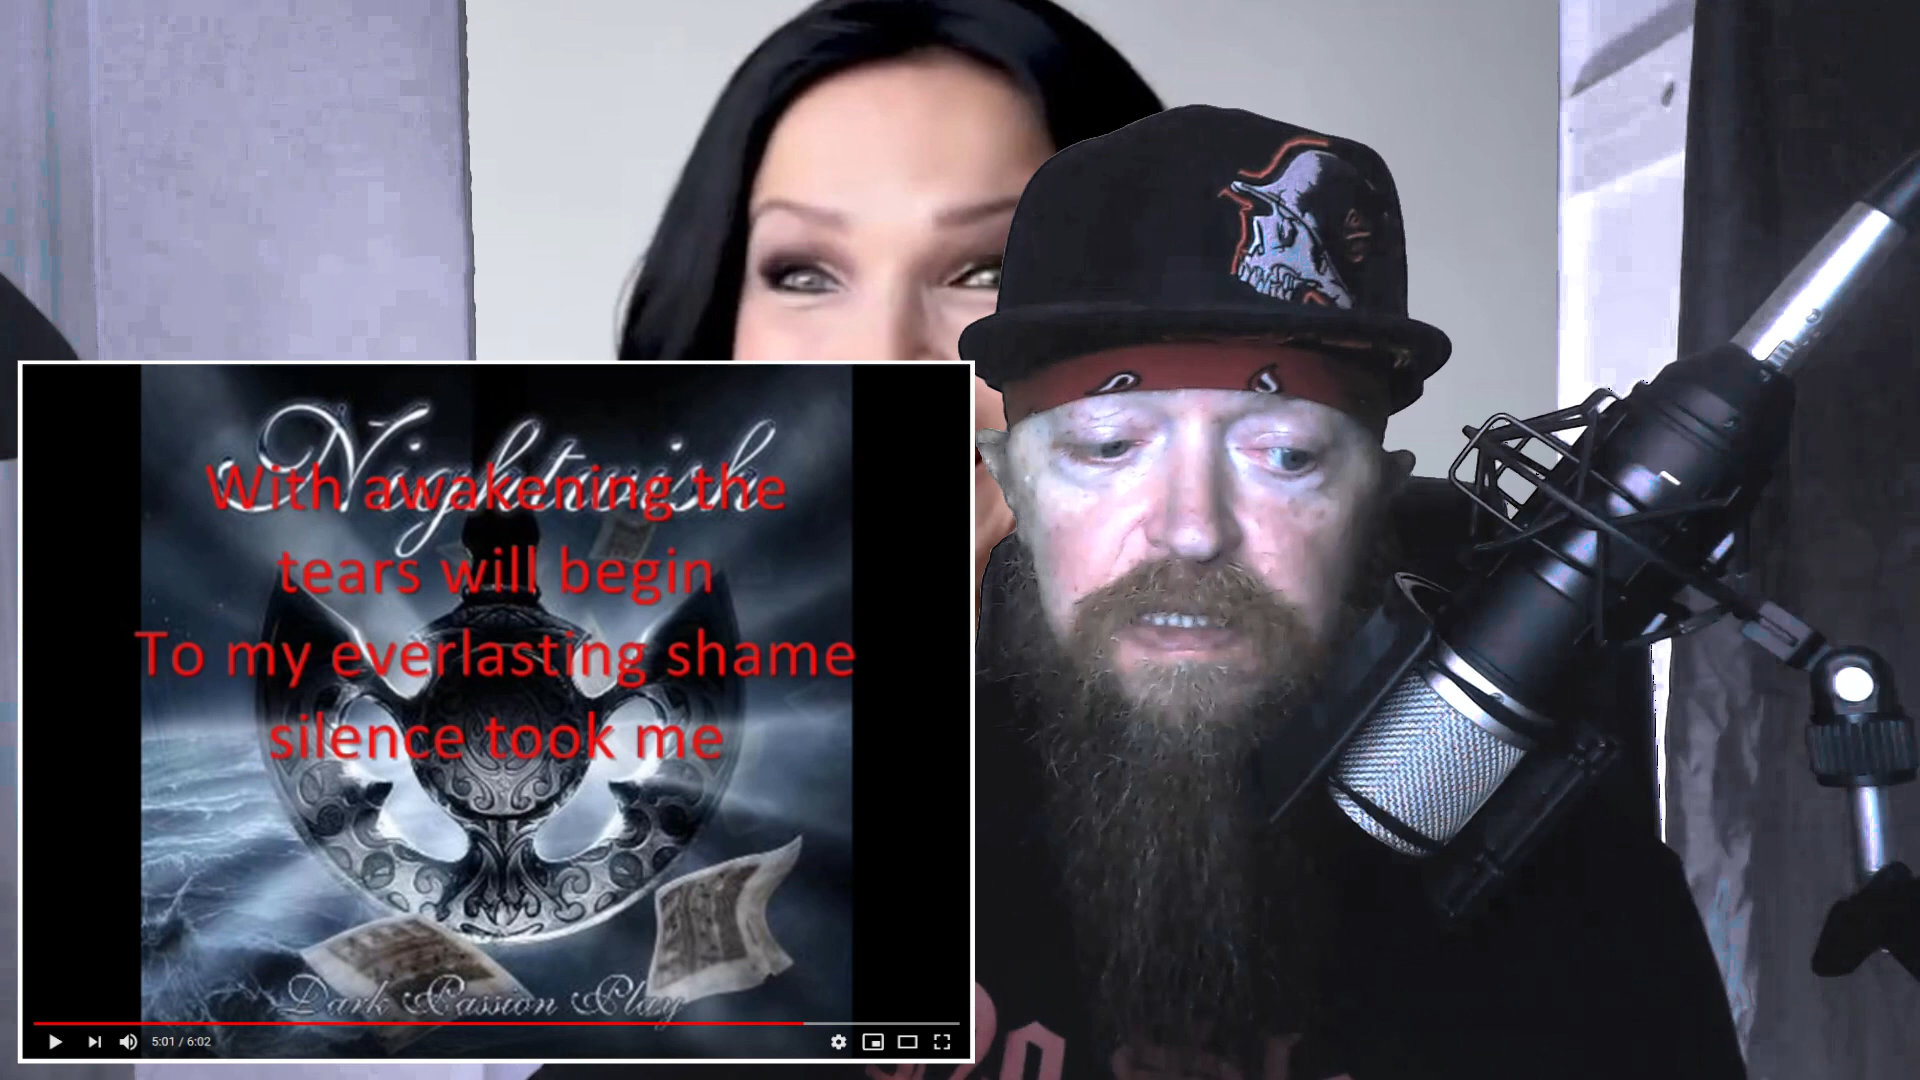 Nightwish
With awakening the
tears will begin
To my everlasting shame
silence took me
Dark Passion Play
5:01 / 6:02